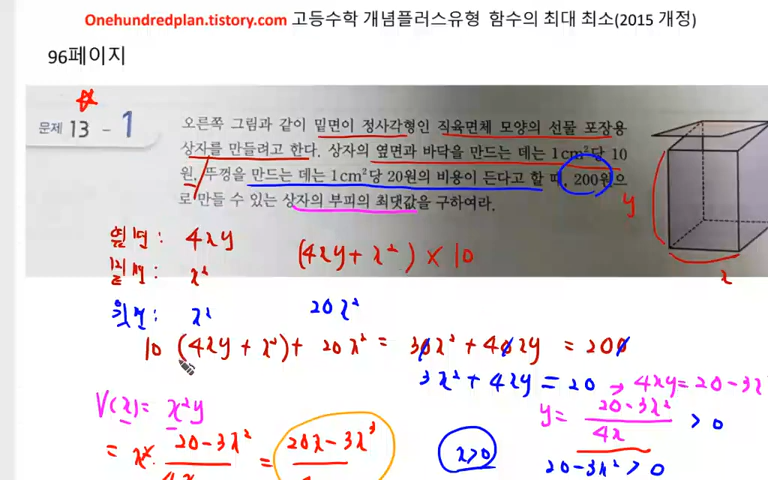 Onehundredplan.tistory.com 고등수학 개념플러스유형 함수의 최대 최소(2015 개정)
96페이지
문제 13 - 1
오른쪽 그림과 같이 밑면이 정사각형인 직육면체 모양의 선물 포장용
상자를 만들려고 한다. 상자의 옆면과 바닥을 만드는 데는 1 cm²당 10
원, 뚜껑을 만드는 데는 1 cm²당 20원의 비용이 든다고 할 때, 200원으
로 만들 수 있는 상자의 부피의 최댓값을 구하여라.
y
x
옆면: 4xy
밑면: x²
(4xy + x²) × 10
윗면: x²
20x²
10 (4xy + x²) + 20x² = 30x² + 40xy = 200
3x² + 4xy = 20 → 4xy = 20 - 3x
V(x) = x²y
y = 20-3x² / 4x > 0
= x² · 20-3x² / 4x = 20x - 3x³
x>0
20-3x² > 0